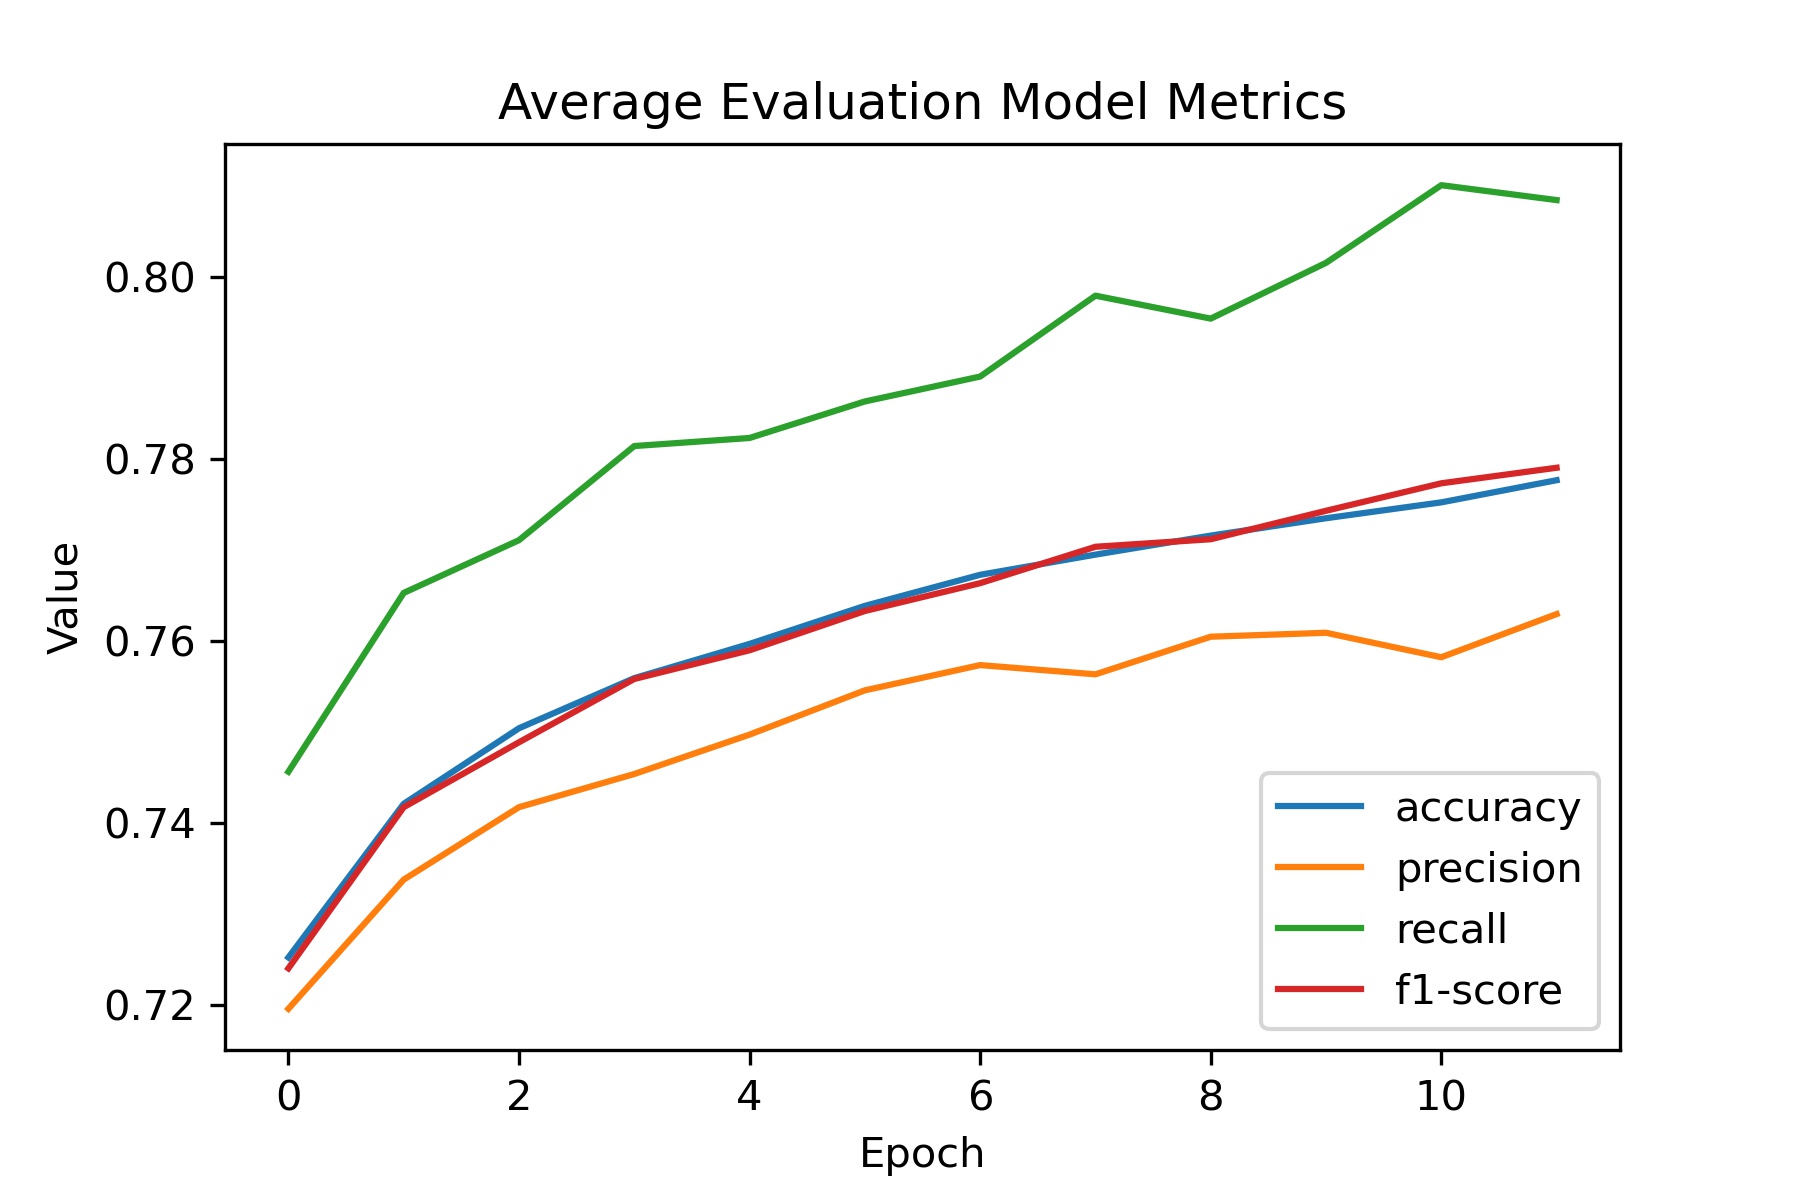 Average Evaluation Model Metrics
0.80
0.78
0.76
0.74
0.72
Value
0 2 4 6 8 10
Epoch
accuracy
precision
recall
f1-score